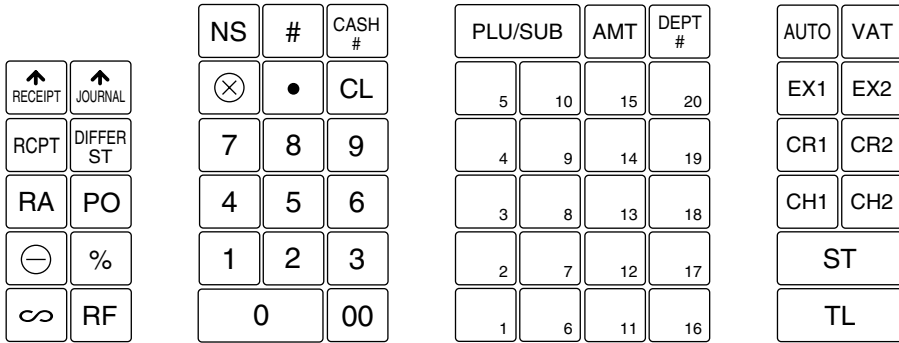 NS # CASH #
PLU/SUB AMT DEPT #
AUTO VAT
↑ RECEIPT ↑ JOURNAL
⊗ • CL
5 10 15 20
EX1 EX2
RCPT DIFFER ST
7 8 9
4 9 14 19
CR1 CR2
RA PO
4 5 6
3 8 13 18
CH1 CH2
⊖ %
1 2 3
2 7 12 17
ST
∽ RF
0 00
1 6 11 16
TL